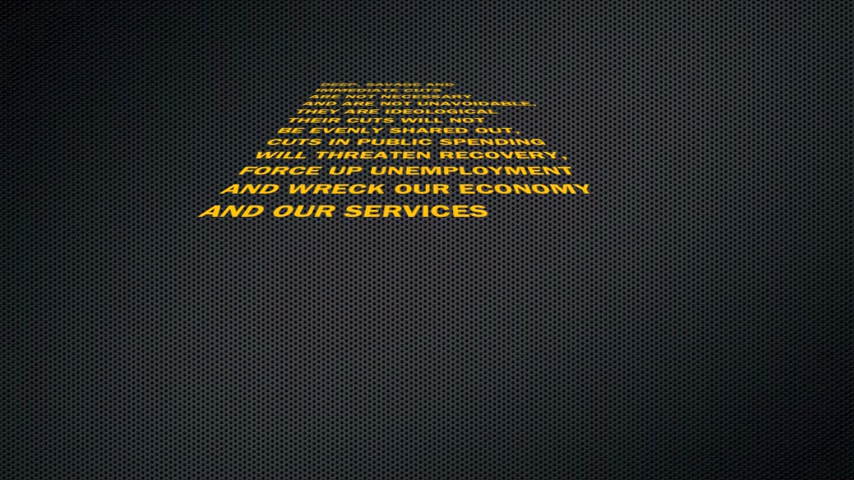 DEEP, SAVAGE AND
IMMEDIATE CUTS
ARE NOT NECESSARY
AND ARE NOT UNAVOIDABLE,
THEY ARE IDEOLOGICAL
THEIR CUTS WILL NOT
BE EVENLY SHARED OUT,
CUTS IN PUBLIC SPENDING
WILL THREATEN RECOVERY,
FORCE UP UNEMPLOYMENT
AND WRECK OUR ECONOMY
AND OUR SERVICES